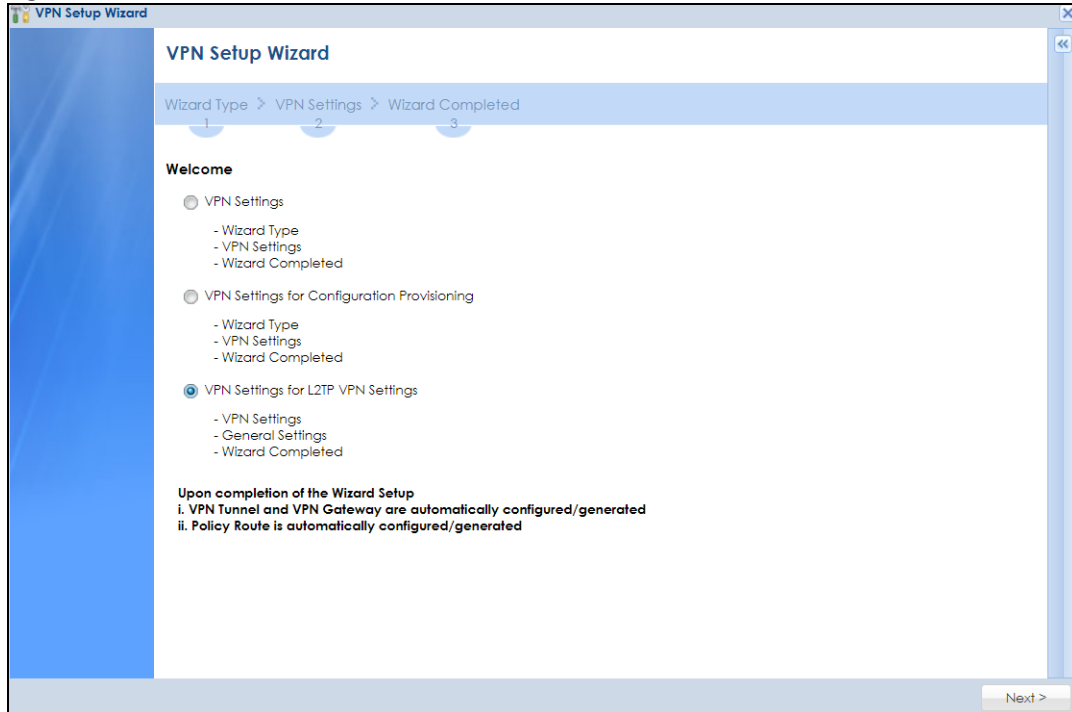 VPN Setup Wizard
VPN Setup Wizard
Wizard Type > VPN Settings > Wizard Completed
1 2 3
Welcome
VPN Settings
- Wizard Type
- VPN Settings
- Wizard Completed
VPN Settings for Configuration Provisioning
- Wizard Type
- VPN Settings
- Wizard Completed
VPN Settings for L2TP VPN Settings
- VPN Settings
- General Settings
- Wizard Completed
Upon completion of the Wizard Setup
i. VPN Tunnel and VPN Gateway are automatically configured/generated
ii. Policy Route is automatically configured/generated
Next >